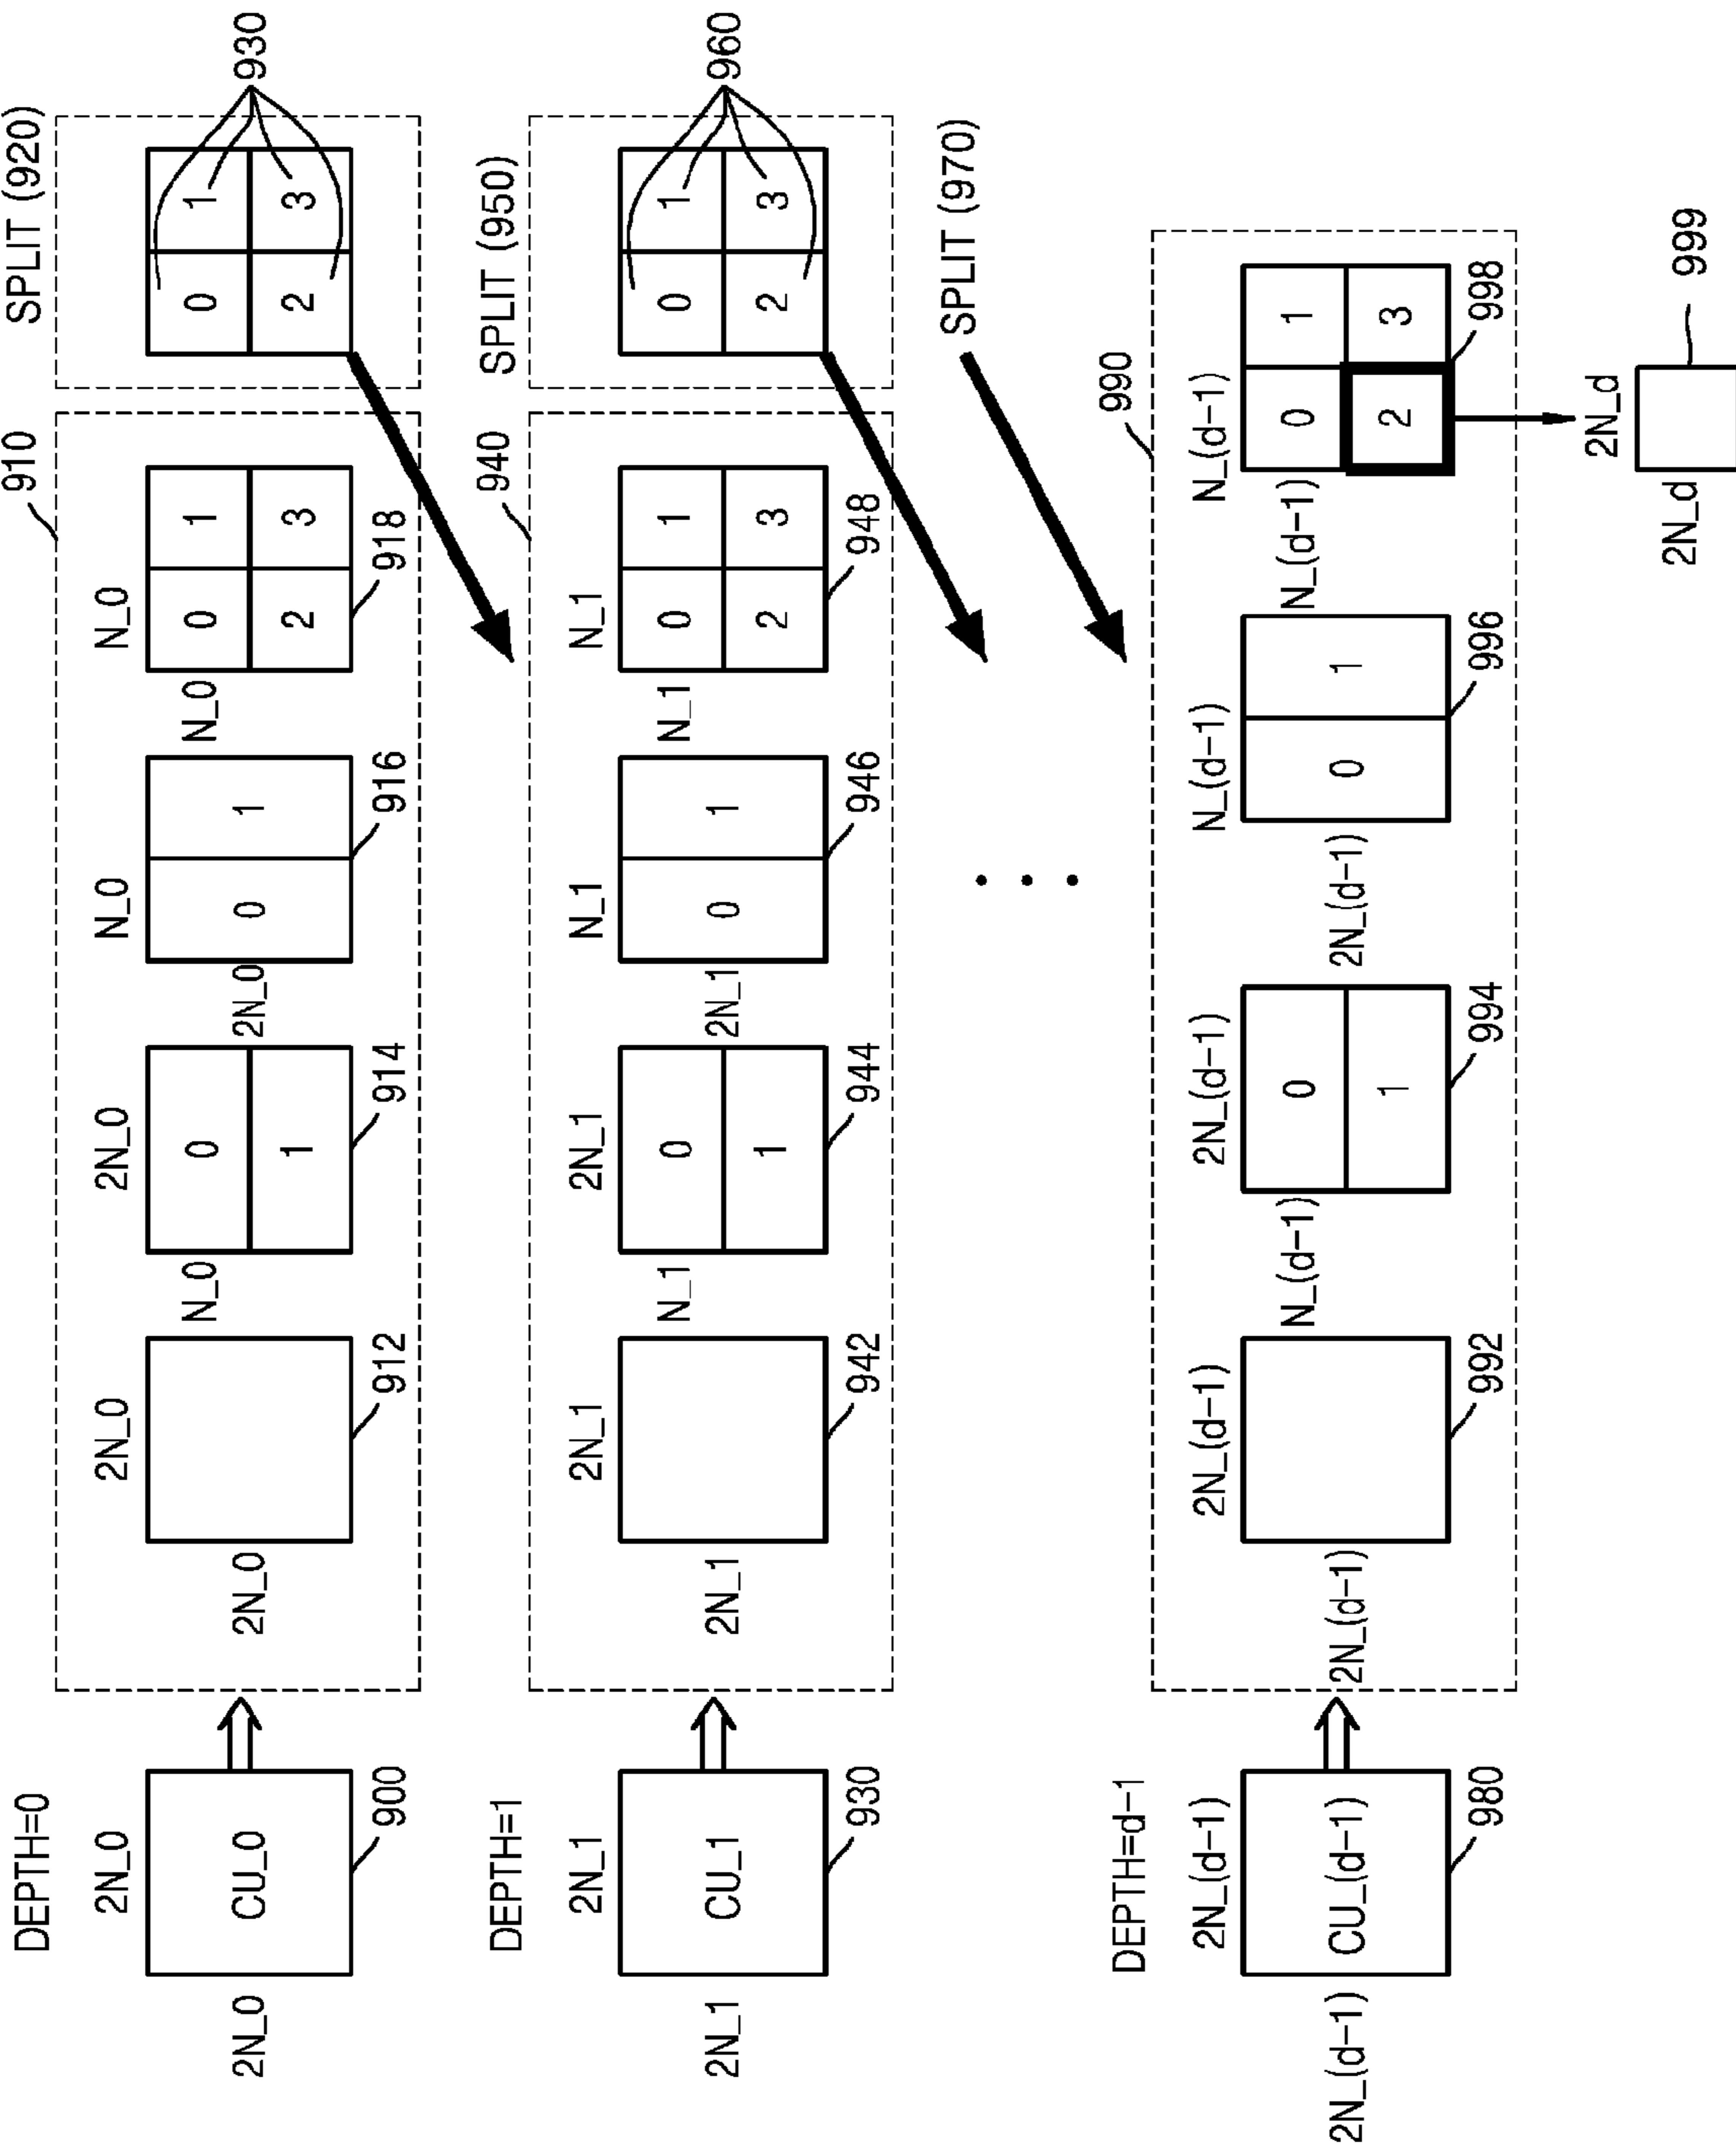 DEPTH=0
2N_0
2N_0
CU_0
900
910
2N_0
2N_0
912
2N_0
N_0
0
1
914
N_0
2N_0
0
1
916
N_0
N_0
0
1
2
3
918
SPLIT (920)
0
1
2
3
930
DEPTH=1
2N_1
2N_1
CU_1
930
940
2N_1
2N_1
942
2N_1
N_1
0
1
944
N_1
2N_1
0
1
946
N_1
N_1
0
1
2
3
948
SPLIT (950)
0
1
2
3
960
SPLIT (970)
DEPTH=d-1
2N_(d-1)
2N_(d-1)
CU_(d-1)
980
990
2N_(d-1)
2N_(d-1)
992
2N_(d-1)
N_(d-1)
0
1
994
N_(d-1)
2N_(d-1)
0
1
996
N_(d-1)
N_(d-1)
0
1
2
3
998
2N_d
2N_d
999